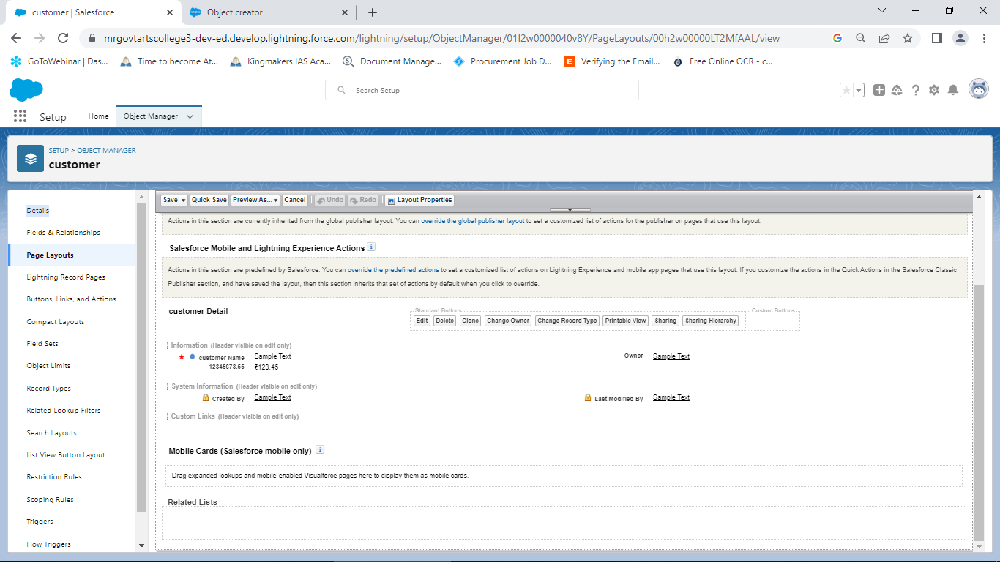 customer | Salesforce
Object creator
mrgovtartscollege3-dev-ed.develop.lightning.force.com/lightning/setup/ObjectManager/01I2w0000040v8Y/PageLayouts/00h2w00000LT2MfAAL/view
GoToWebinar | Das...
Time to become At...
Kingmakers IAS Aca...
Document Manage...
Procurement Job D...
Verifying the Email...
Free Online OCR - c...
Search Setup
Setup
Home
Object Manager
SETUP > OBJECT MANAGER
customer
Details
Fields & Relationships
Page Layouts
Lightning Record Pages
Buttons, Links, and Actions
Compact Layouts
Field Sets
Object Limits
Record Types
Related Lookup Filters
Search Layouts
List View Button Layout
Restriction Rules
Scoping Rules
Triggers
Flow Triggers
Save Quick Save Preview As... Cancel Undo Redo Layout Properties
Actions in this section are currently inherited from the global publisher layout. You can override the global publisher layout to set a customized list of actions for the publisher on pages that use this layout.
Salesforce Mobile and Lightning Experience Actions i
Actions in this section are predefined by Salesforce. You can override the predefined actions to set a customized list of actions on Lightning Experience and mobile app pages that use this layout. If you customize the actions in the Quick Actions in the Salesforce Classic
Publisher section, and have saved the layout, then this section inherits that set of actions by default when you click to override.
customer Detail
Standard Buttons
Edit Delete Clone Change Owner Change Record Type Printable View Sharing Sharing Hierarchy
Custom Buttons
Information (Header visible on edit only)
* customer Name Sample Text
Owner Sample Text
12345678.55 ₹123.45
System Information (Header visible on edit only)
Created By Sample Text
Last Modified By Sample Text
Custom Links (Header visible on edit only)
Mobile Cards (Salesforce mobile only) i
Drag expanded lookups and mobile-enabled Visualforce pages here to display them as mobile cards.
Related Lists